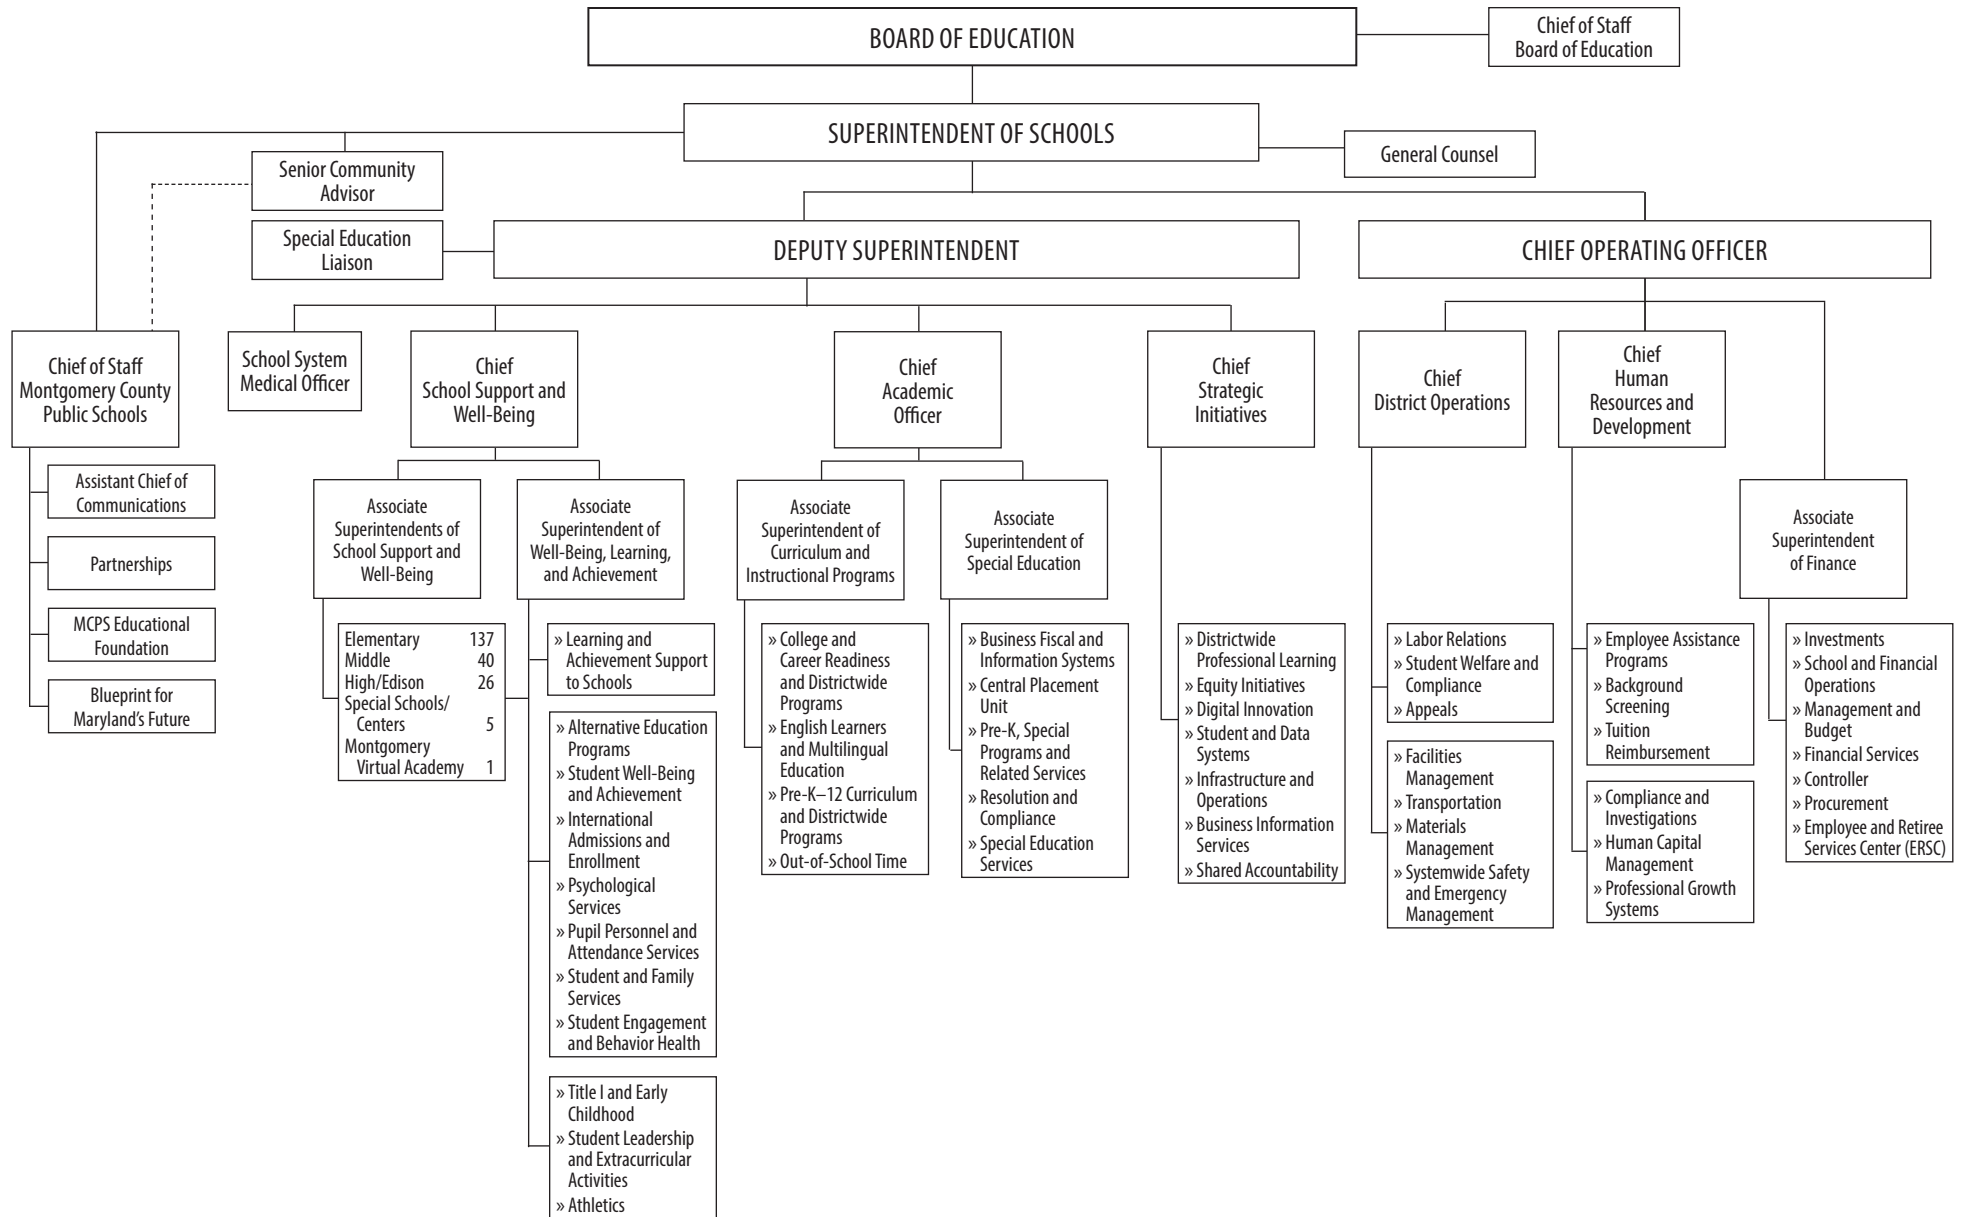 BOARD OF EDUCATION
Chief of Staff
Board of Education
SUPERINTENDENT OF SCHOOLS
General Counsel
Senior Community
Advisor
Special Education
Liaison
DEPUTY SUPERINTENDENT
CHIEF OPERATING OFFICER
Chief of Staff
Montgomery County
Public Schools
School System
Medical Officer
Chief
School Support and
Well-Being
Chief
Academic
Officer
Chief
Strategic
Initiatives
Chief
District Operations
Chief
Human
Resources and
Development
Assistant Chief of
Communications
Partnerships
MCPS Educational
Foundation
Blueprint for
Maryland's Future
Associate
Superintendents of
School Support and
Well-Being
Associate
Superintendent of
Well-Being, Learning,
and Achievement
Associate
Superintendent of
Curriculum and
Instructional Programs
Associate
Superintendent of
Special Education
Associate
Superintendent
of Finance
Elementary 137
Middle 40
High/Edison 26
Special Schools/
Centers 5
Montgomery
Virtual Academy 1
» Learning and
Achievement Support
to Schools
» Alternative Education
Programs
» Student Well-Being
and Achievement
» International
Admissions and
Enrollment
» Psychological
Services
» Pupil Personnel and
Attendance Services
» Student and Family
Services
» Student Engagement
and Behavior Health
» Title I and Early
Childhood
» Student Leadership
and Extracurricular
Activities
» Athletics
» College and
Career Readiness
and Districtwide
Programs
» English Learners
and Multilingual
Education
» Pre-K–12 Curriculum
and Districtwide
Programs
» Out-of-School Time
» Business Fiscal and
Information Systems
» Central Placement
Unit
» Pre-K, Special
Programs and
Related Services
» Resolution and
Compliance
» Special Education
Services
» Districtwide
Professional Learning
» Equity Initiatives
» Digital Innovation
» Student and Data
Systems
» Infrastructure and
Operations
» Business Information
Services
» Shared Accountability
» Labor Relations
» Student Welfare and
Compliance
» Appeals
» Facilities
Management
» Transportation
» Materials
Management
» Systemwide Safety
and Emergency
Management
» Employee Assistance
Programs
» Background
Screening
» Tuition
Reimbursement
» Compliance and
Investigations
» Human Capital
Management
» Professional Growth
Systems
» Investments
» School and Financial
Operations
» Management and
Budget
» Financial Services
» Controller
» Procurement
» Employee and Retiree
Services Center (ERSC)